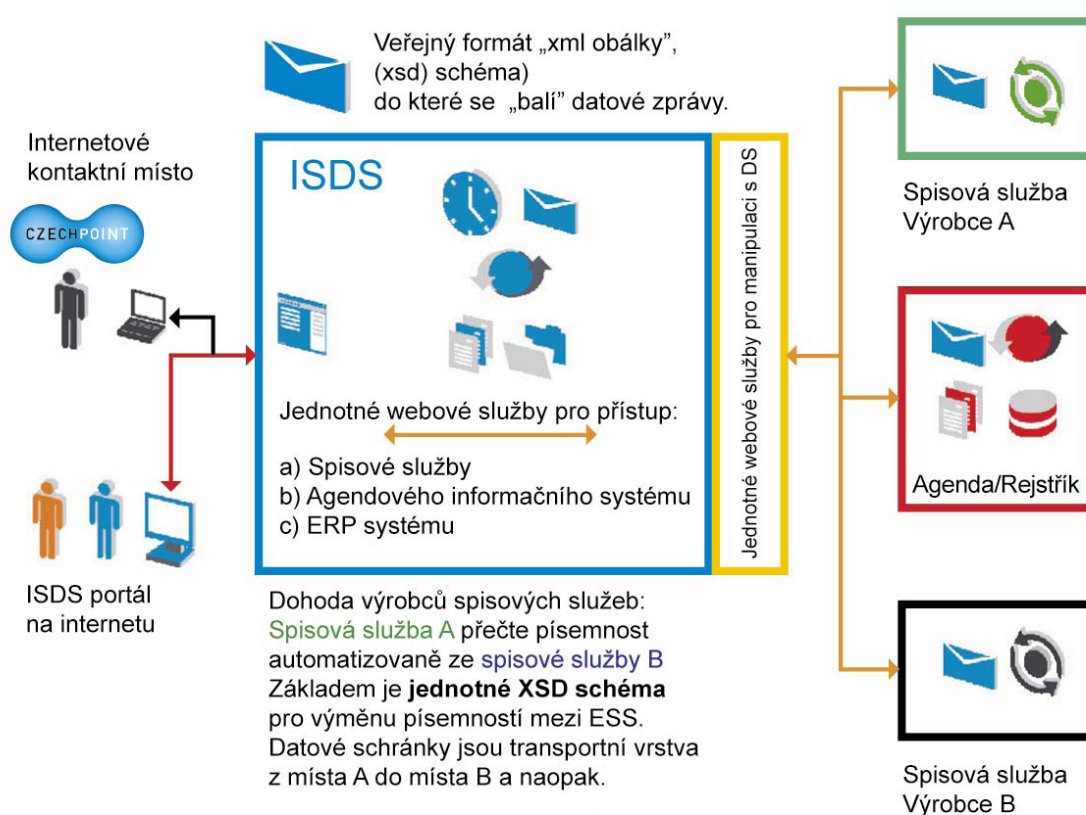 Veřejný formát „xml obálky”,
(xsd) schéma)
do které se „balí” datové zprávy.
Internetové
kontaktní místo
CZECHPOINT
ISDS portál
na internetu
ISDS
Jednotné webové služby pro přístup:
a) Spisové služby
b) Agendového informačního systému
c) ERP systému
Jednotné webové služby pro manipulaci s DS
Dohoda výrobců spisových služeb:
Spisová služba A přečte písemnost
automatizovaně ze spisové služby B
Základem je jednotné XSD schéma
pro výměnu písemností mezi ESS.
Datové schránky jsou transportní vrstva
z místa A do místa B a naopak.
Spisová služba
Výrobce A
Agenda/Rejstřík
Spisová služba
Výrobce B